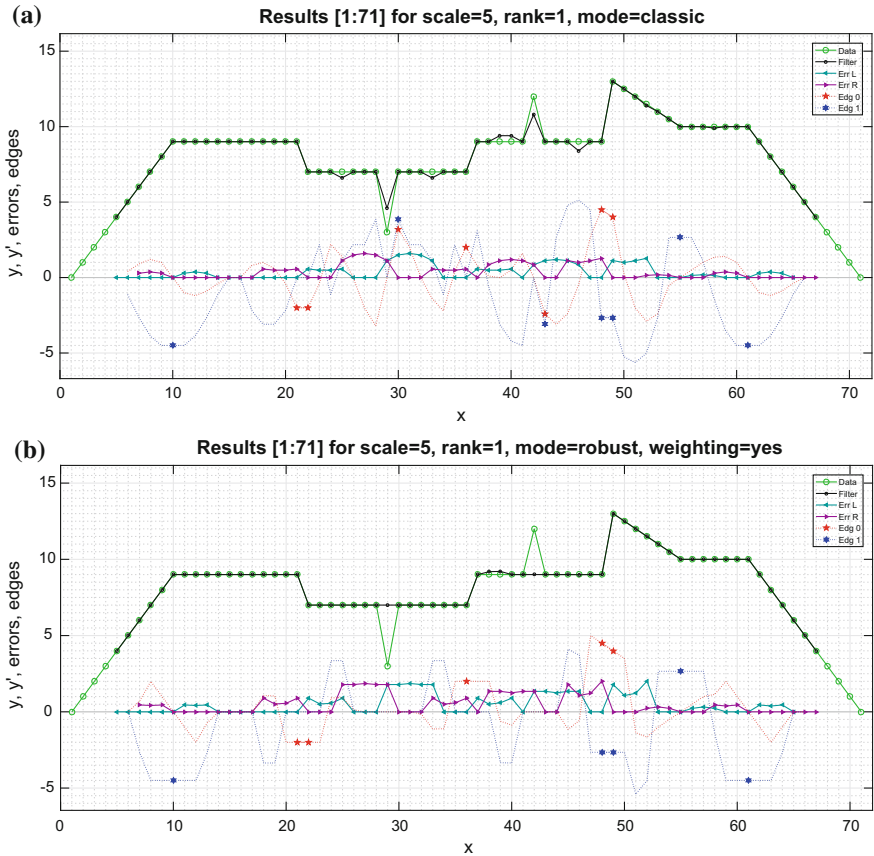 (a)
Results [1:71] for scale=5, rank=1, mode=classic
Data
Filter
Err L
Err R
Edg 0
Edg 1
15
10
5
0
-5
y, y', errors, edges
0 10 20 30 40 50 60 70
x
(b)
Results [1:71] for scale=5, rank=1, mode=robust, weighting=yes
Data
Filter
Err L
Err R
Edg 0
Edg 1
15
10
5
0
-5
y, y', errors, edges
0 10 20 30 40 50 60 70
x